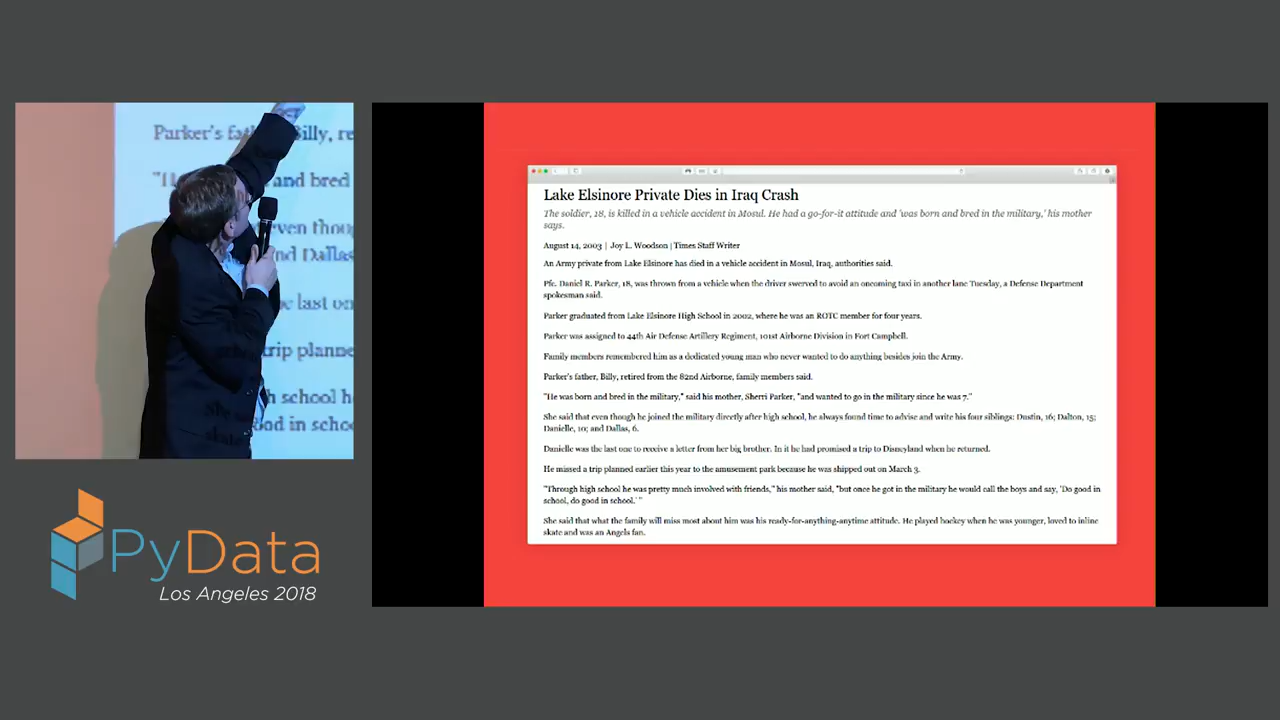 Parker's fat Billy, re
"He and bred
ven thou
nd Dallas
e last on
trip planne
h school he
ood in schoo
PyData
Los Angeles 2018
Lake Elsinore Private Dies in Iraq Crash
The soldier, 18, is killed in a vehicle accident in Mosul. He had a go-for-it attitude and 'was born and bred in the military,' his mother
says.
August 14, 2003 | Joy L. Woodson | Times Staff Writer
An Army private from Lake Elsinore has died in a vehicle accident in Mosul, Iraq, authorities said.
Pfc. Daniel R. Parker, 18, was thrown from a vehicle when the driver swerved to avoid an oncoming taxi in another lane Tuesday, a Defense Department
spokesman said.
Parker graduated from Lake Elsinore High School in 2002, where he was an ROTC member for four years.
Parker was assigned to 44th Air Defense Artillery Regiment, 101st Airborne Division in Fort Campbell.
Family members remembered him as a dedicated young man who never wanted to do anything besides join the Army.
Parker's father, Billy, retired from the 82nd Airborne, family members said.
"He was born and bred in the military," said his mother, Sherri Parker, "and wanted to go in the military since he was 7."
She said that even though he joined the military directly after high school, he always found time to advise and write his four siblings: Dustin, 16; Dalton, 15;
Danielle, 10; and Dallas, 6.
Danielle was the last one to receive a letter from her big brother. In it he had promised a trip to Disneyland when he returned.
He missed a trip planned earlier this year to the amusement park because he was shipped out on March 3.
"Through high school he was pretty much involved with friends," his mother said, "but once he got in the military he would call the boys and say, 'Do good in
school, do good in school.' "
She said that what the family will miss most about him was his ready-for-anything-anytime attitude. He played hockey when he was younger, loved to inline
skate and was an Angels fan.